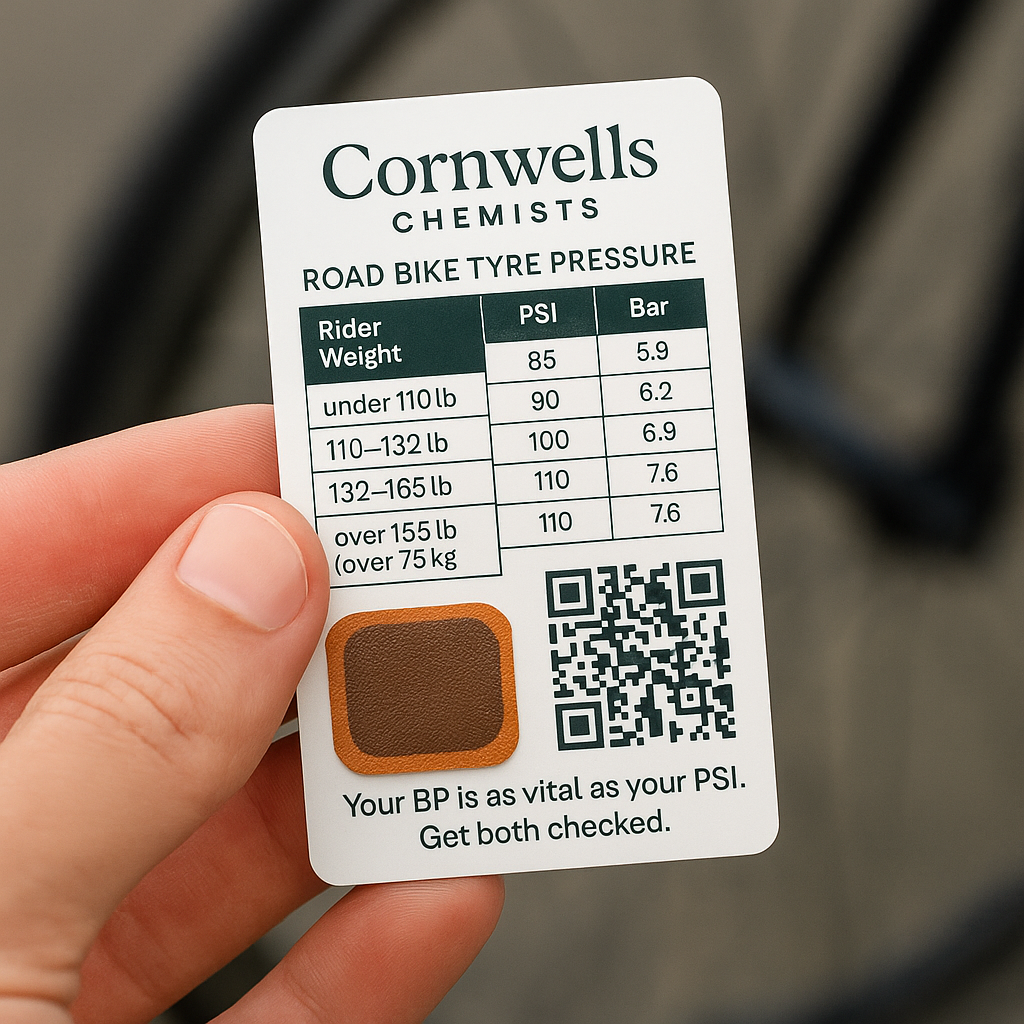 Cornwells
CHEMISTS
ROAD BIKE TYRE PRESSURE
Rider Weight PSI Bar
85 5.9
under 110 lb 90 6.2
110–132 lb 100 6.9
132–165 lb 110 7.6
over 155 lb 110 7.6
(over 75 kg
Your BP is as vital as your PSI.
Get both checked.